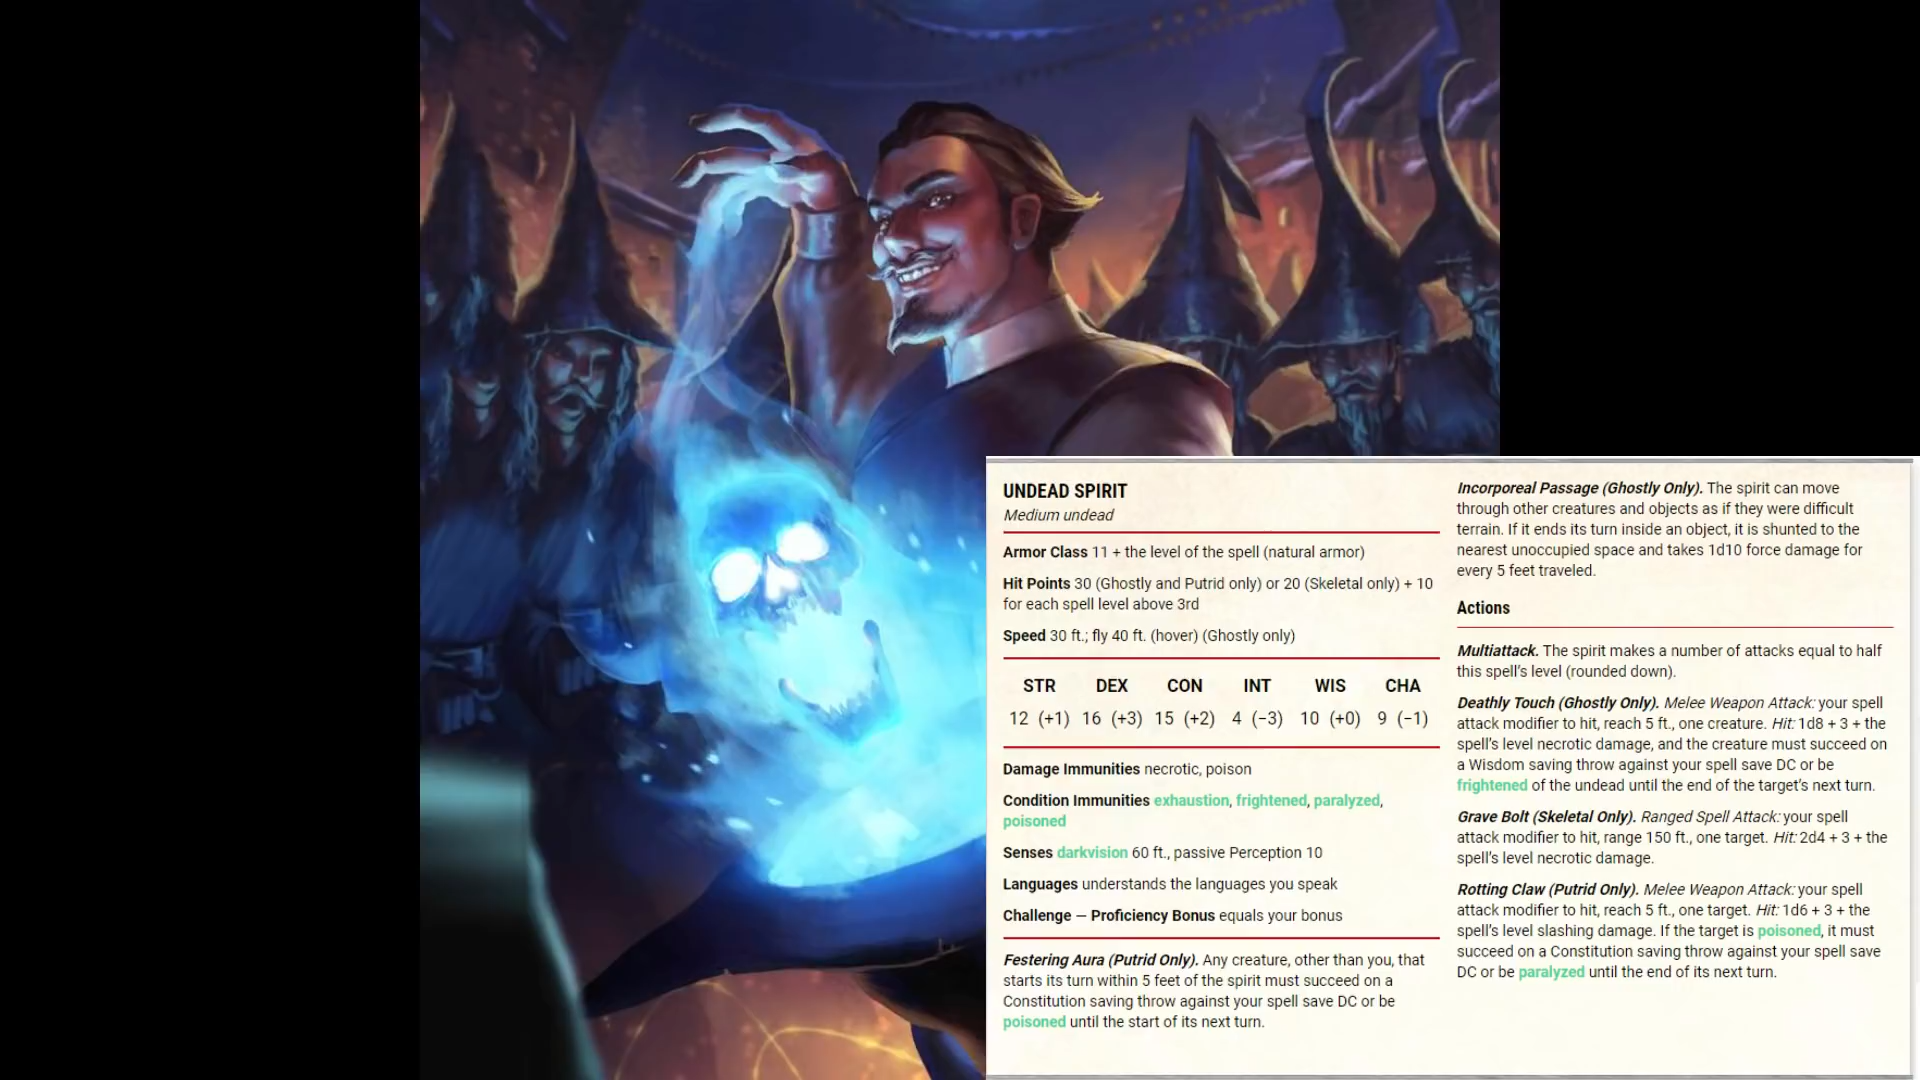 UNDEAD SPIRIT
Medium undead
Armor Class 11 + the level of the spell (natural armor)
Hit Points 30 (Ghostly and Putrid only) or 20 (Skeletal only) + 10
for each spell level above 3rd
Speed 30 ft.; fly 40 ft. (hover) (Ghostly only)
STR DEX CON INT WIS CHA
12 (+1) 16 (+3) 15 (+2) 4 (−3) 10 (+0) 9 (−1)
Damage Immunities necrotic, poison
Condition Immunities exhaustion, frightened, paralyzed,
poisoned
Senses darkvision 60 ft., passive Perception 10
Languages understands the languages you speak
Challenge — Proficiency Bonus equals your bonus
Festering Aura (Putrid Only). Any creature, other than you, that
starts its turn within 5 feet of the spirit must succeed on a
Constitution saving throw against your spell save DC or be
poisoned until the start of its next turn.
Incorporeal Passage (Ghostly Only). The spirit can move
through other creatures and objects as if they were difficult
terrain. If it ends its turn inside an object, it is shunted to the
nearest unoccupied space and takes 1d10 force damage for
every 5 feet traveled.
Actions
Multiattack. The spirit makes a number of attacks equal to half
this spell's level (rounded down).
Deathly Touch (Ghostly Only). Melee Weapon Attack: your spell
attack modifier to hit, reach 5 ft., one creature. Hit: 1d8 + 3 + the
spell's level necrotic damage, and the creature must succeed on
a Wisdom saving throw against your spell save DC or be
frightened of the undead until the end of the target's next turn.
Grave Bolt (Skeletal Only). Ranged Spell Attack: your spell
attack modifier to hit, range 150 ft., one target. Hit: 2d4 + 3 + the
spell's level necrotic damage.
Rotting Claw (Putrid Only). Melee Weapon Attack: your spell
attack modifier to hit, reach 5 ft., one target. Hit: 1d6 + 3 + the
spell's level slashing damage. If the target is poisoned, it must
succeed on a Constitution saving throw against your spell save
DC or be paralyzed until the end of its next turn.